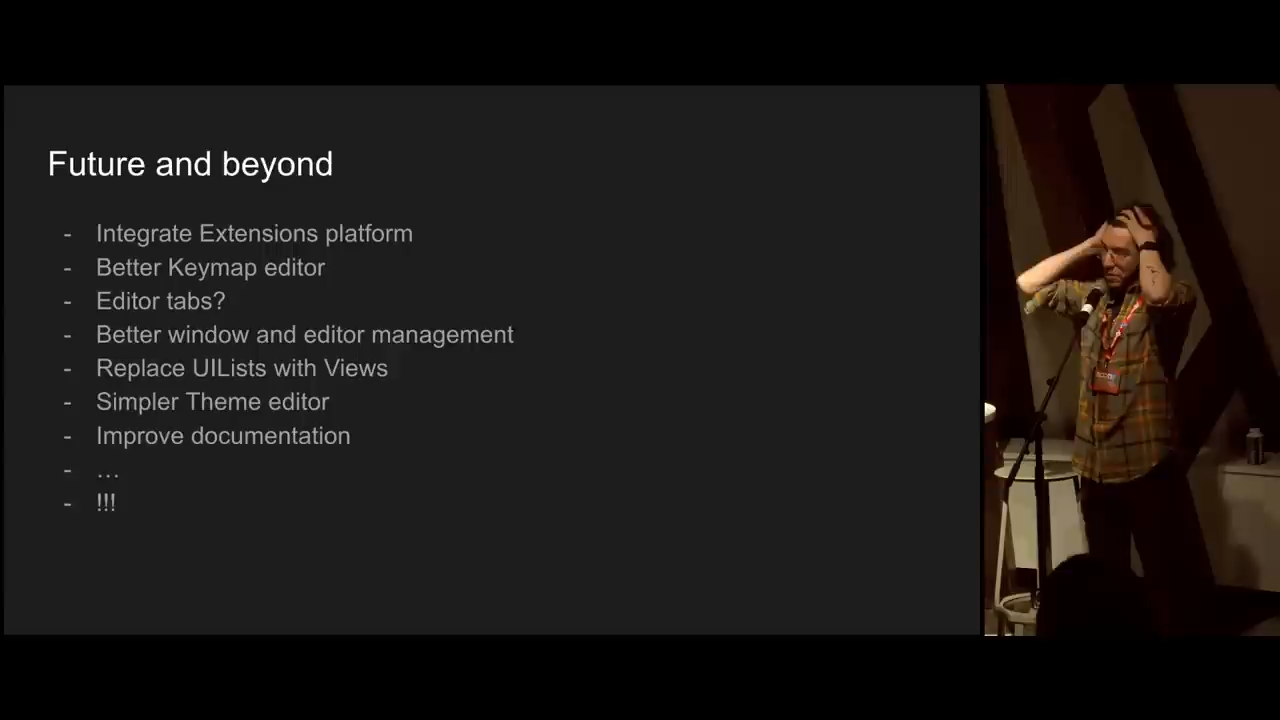 Future and beyond
- Integrate Extensions platform
- Better Keymap editor
- Editor tabs?
- Better window and editor management
- Replace UILists with Views
- Simpler Theme editor
- Improve documentation
- …
- !!!